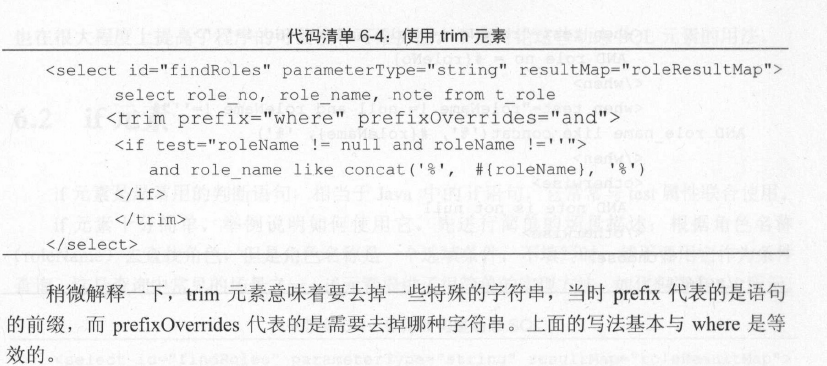 代码清单 6-4：使用 trim 元素
<select id="findRoles" parameterType="string" resultMap="roleResultMap">
select role_no, role_name, note from t_role
<trim prefix="where" prefixOverrides="and">
<if test="roleName != null and roleName !=''">
and role_name like concat('%', #{roleName}, '%')
</if>
</trim>
</select>
稍微解释一下，trim 元素意味着要去掉一些特殊的字符串，当时 prefix 代表的是语句
的前缀，而 prefixOverrides 代表的是需要去掉哪种字符串。上面的写法基本与 where 是等
效的。